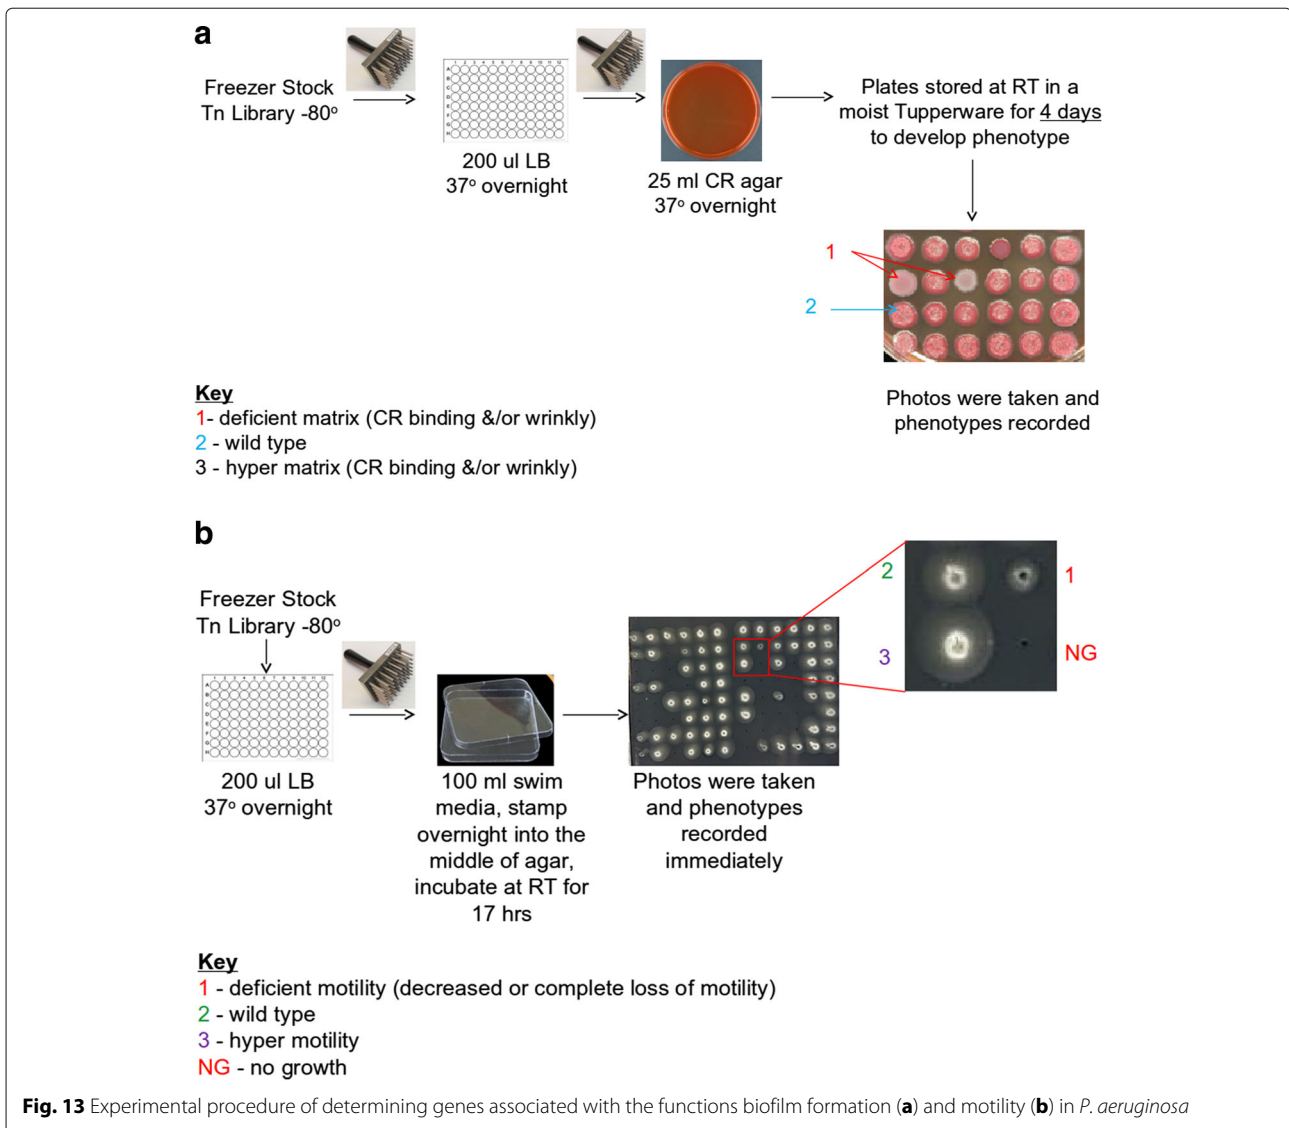 a
Freezer Stock
Tn Library -80º
200 ul LB
37º overnight
25 ml CR agar
37º overnight
Plates stored at RT in a
moist Tupperware for 4 days
to develop phenotype
1
2
Photos were taken and
phenotypes recorded
Key
1- deficient matrix (CR binding &/or wrinkly)
2 - wild type
3 - hyper matrix (CR binding &/or wrinkly)
b
Freezer Stock
Tn Library -80º
200 ul LB
37º overnight
100 ml swim
media, stamp
overnight into the
middle of agar,
incubate at RT for
17 hrs
Photos were taken
and phenotypes
recorded
immediately
2
1
3
NG
Key
1 - deficient motility (decreased or complete loss of motility)
2 - wild type
3 - hyper motility
NG - no growth
Fig. 13 Experimental procedure of determining genes associated with the functions biofilm formation (a) and motility (b) in P. aeruginosa